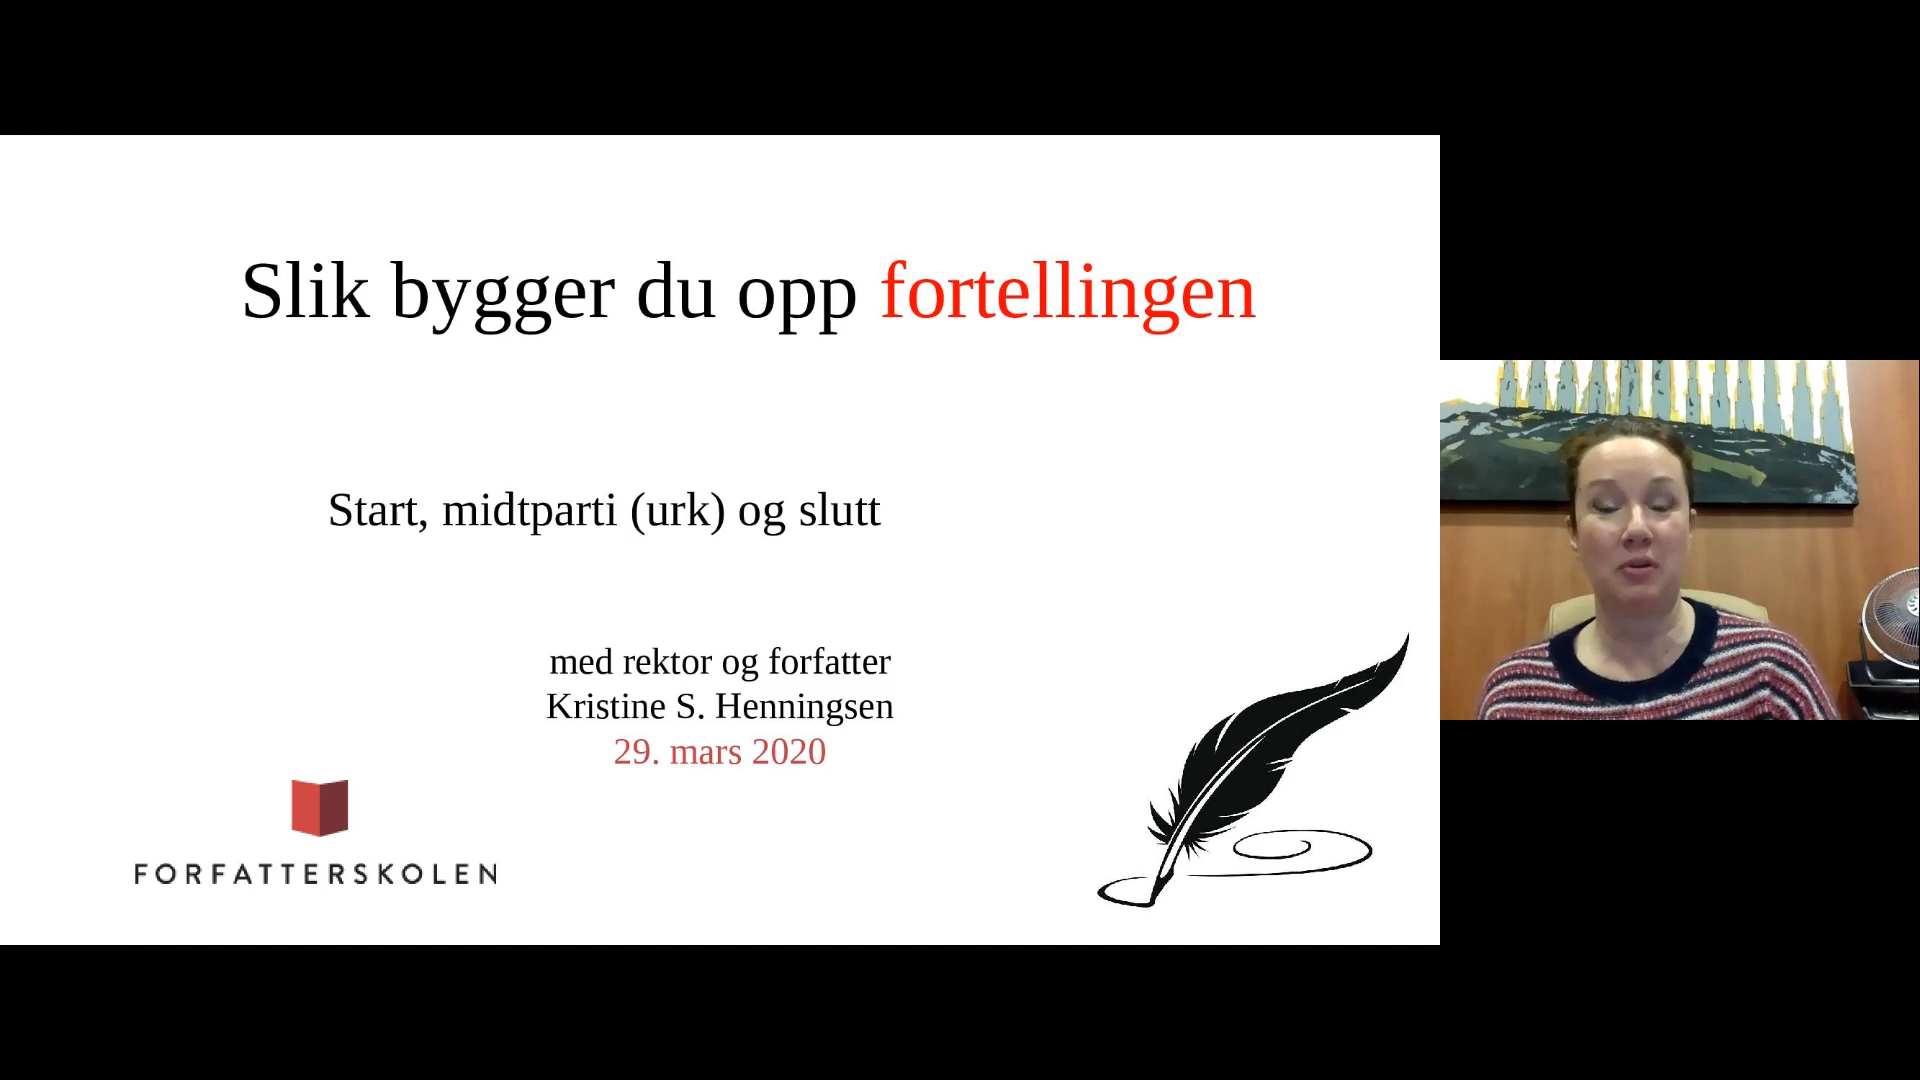 Slik bygger du opp fortellingen
Start, midtparti (urk) og slutt
med rektor og forfatter
Kristine S. Henningsen
29. mars 2020
FORFATTERSKOLEN